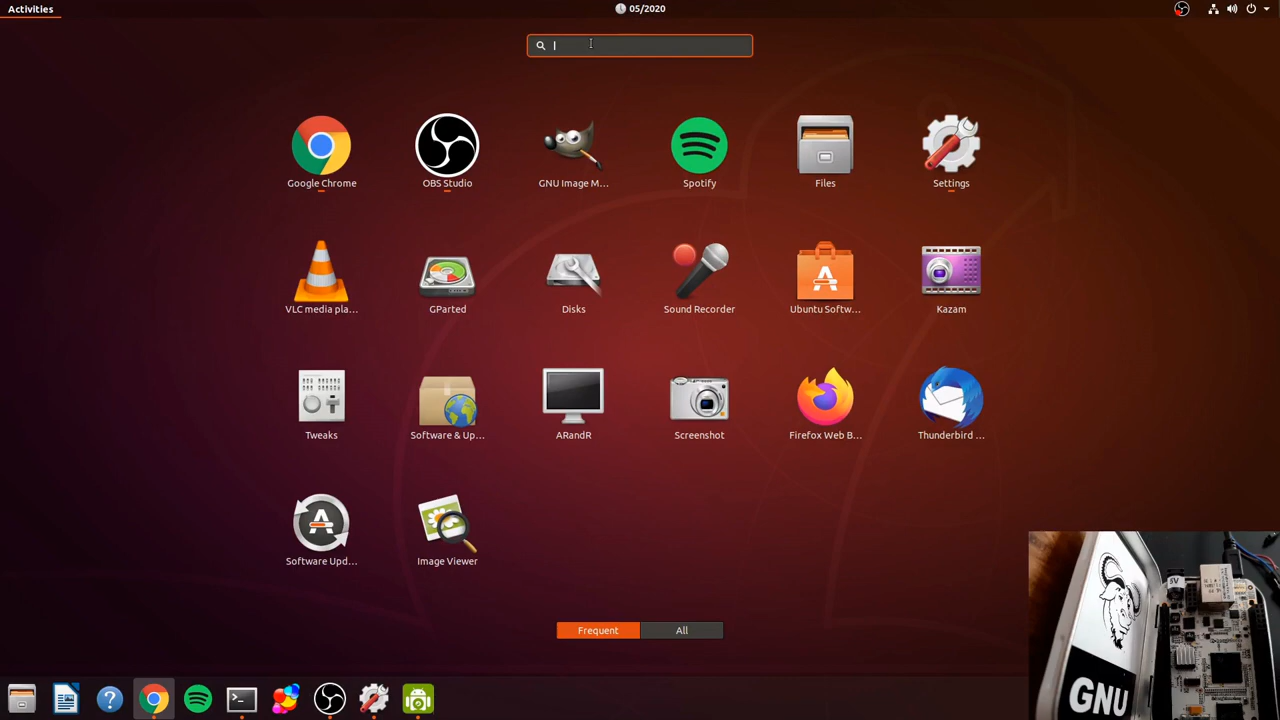 Activities
05/2020
Google Chrome
OBS Studio
GNU Image M...
Spotify
Files
Settings
VLC media pla...
GParted
Disks
Sound Recorder
Ubuntu Softw...
Kazam
Tweaks
Software & Up...
ARandR
Screenshot
Firefox Web B...
Thunderbird ...
Software Upd...
Image Viewer
Frequent
All
5V
GNU